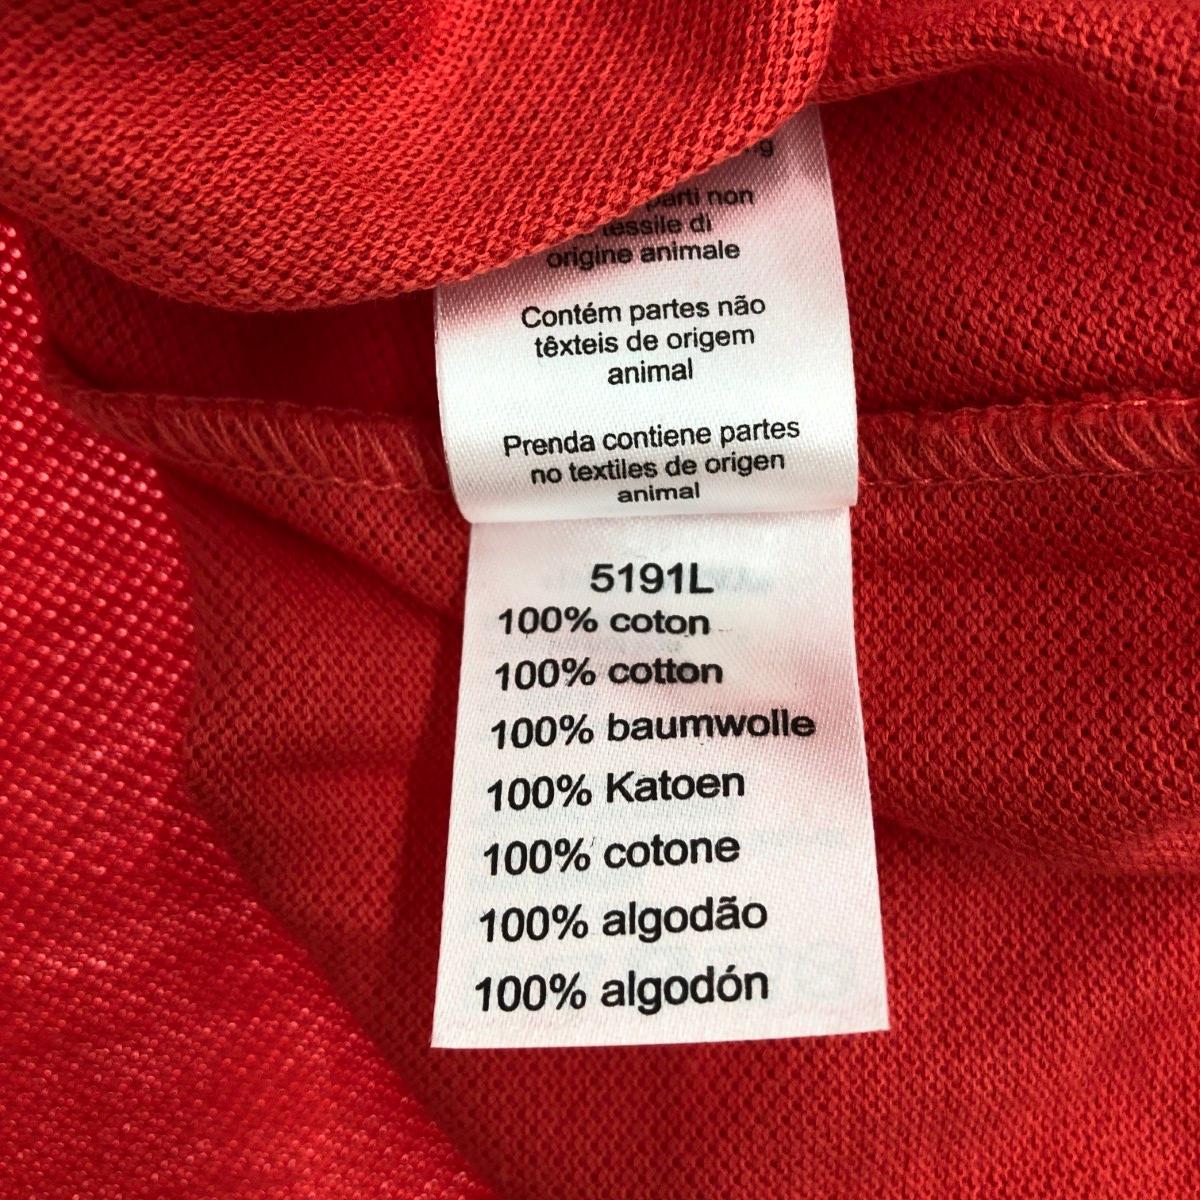 non
tessile di
origine animale
Contém partes não
têxteis de origem
animal
Prenda contiene partes
no textiles de origen
animal
5191L
100% coton
100% cotton
100% baumwolle
100% Katoen
100% cotone
100% algodão
100% algodón